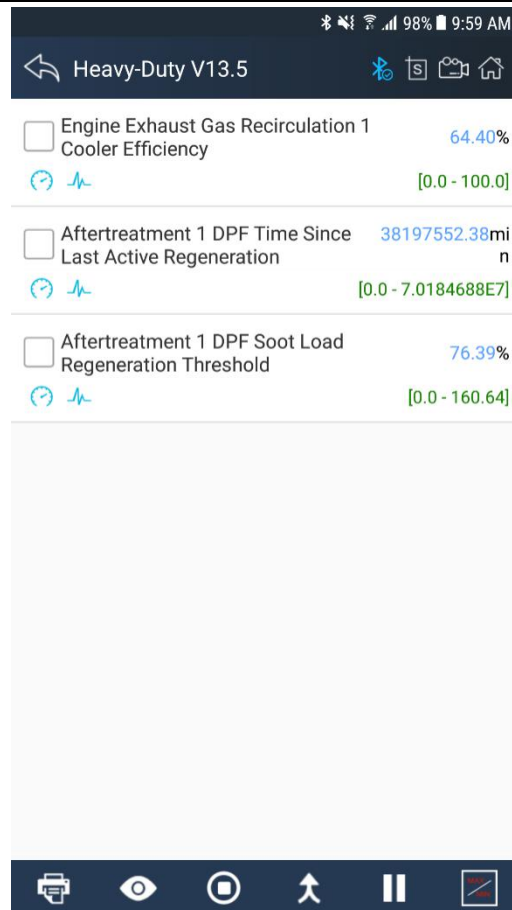 98% 9:59 AM
Heavy-Duty V13.5
S
Engine Exhaust Gas Recirculation 1
Cooler Efficiency
64.40%
[0.0 - 100.0]
Aftertreatment 1 DPF Time Since
Last Active Regeneration
38197552.38mi
n
[0.0 - 7.0184688E7]
Aftertreatment 1 DPF Soot Load
Regeneration Threshold
76.39%
[0.0 - 160.64]